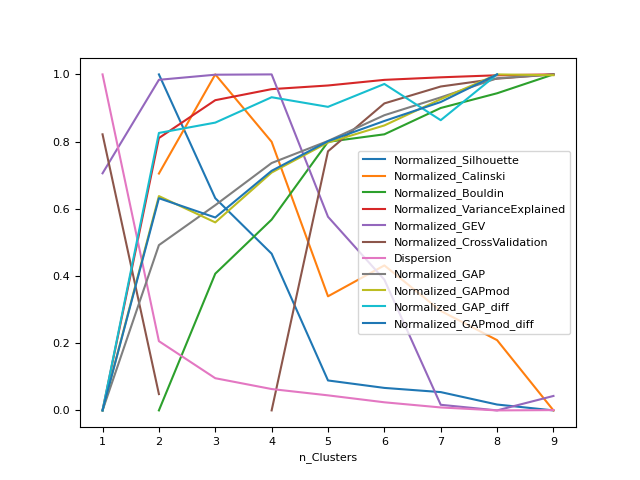 1.0
0.8
0.6
0.4
0.2
0.0
Normalized_Silhouette
Normalized_Calinski
Normalized_Bouldin
Normalized_VarianceExplained
Normalized_GEV
Normalized_CrossValidation
Dispersion
Normalized_GAP
Normalized_GAPmod
Normalized_GAP_diff
Normalized_GAPmod_diff
1 2 3 4 5 6 7 8 9
n_Clusters